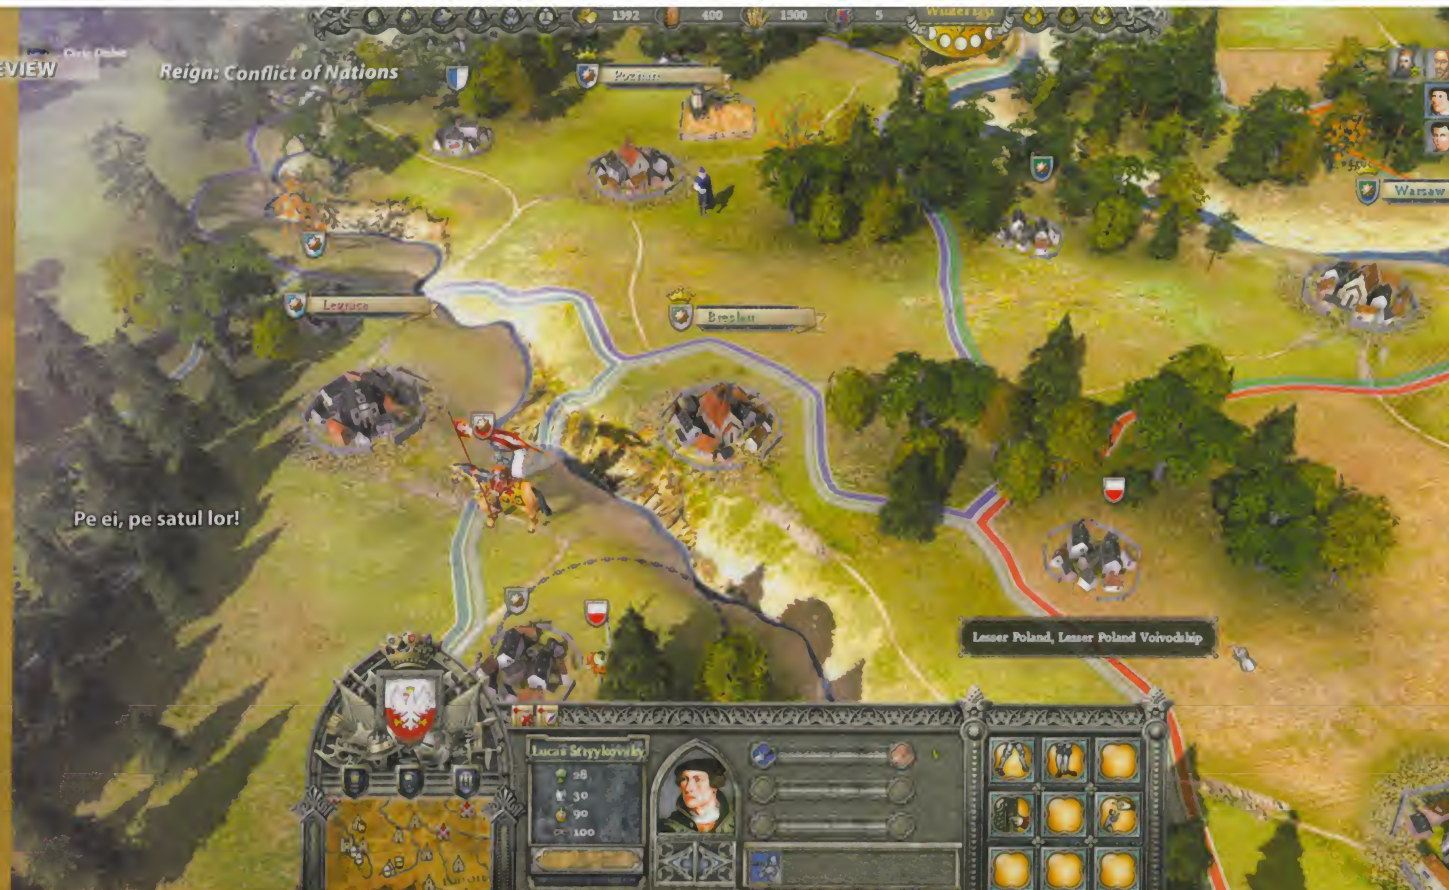 1392 400 1500 5
EVIEW
Reign: Conflict of Nations
Poznan
Warsaw
Legnica
Breslau
Pe ei, pe satul lor!
Lesser Poland, Lesser Poland Voivodship
28
30
90
100